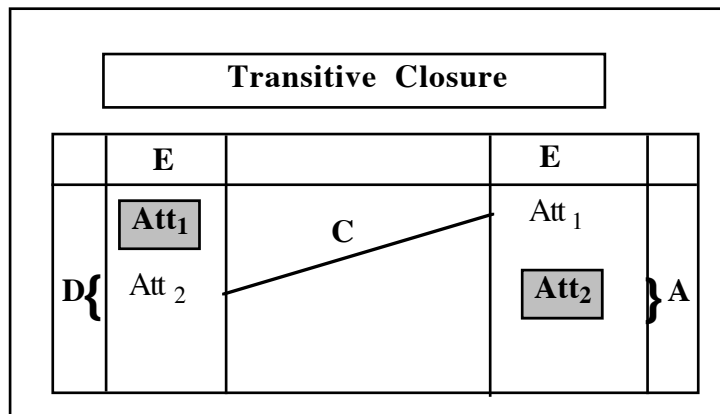 Transitive Closure
E E
Att1 Att 1
C
D{ Att 2 Att2 } A